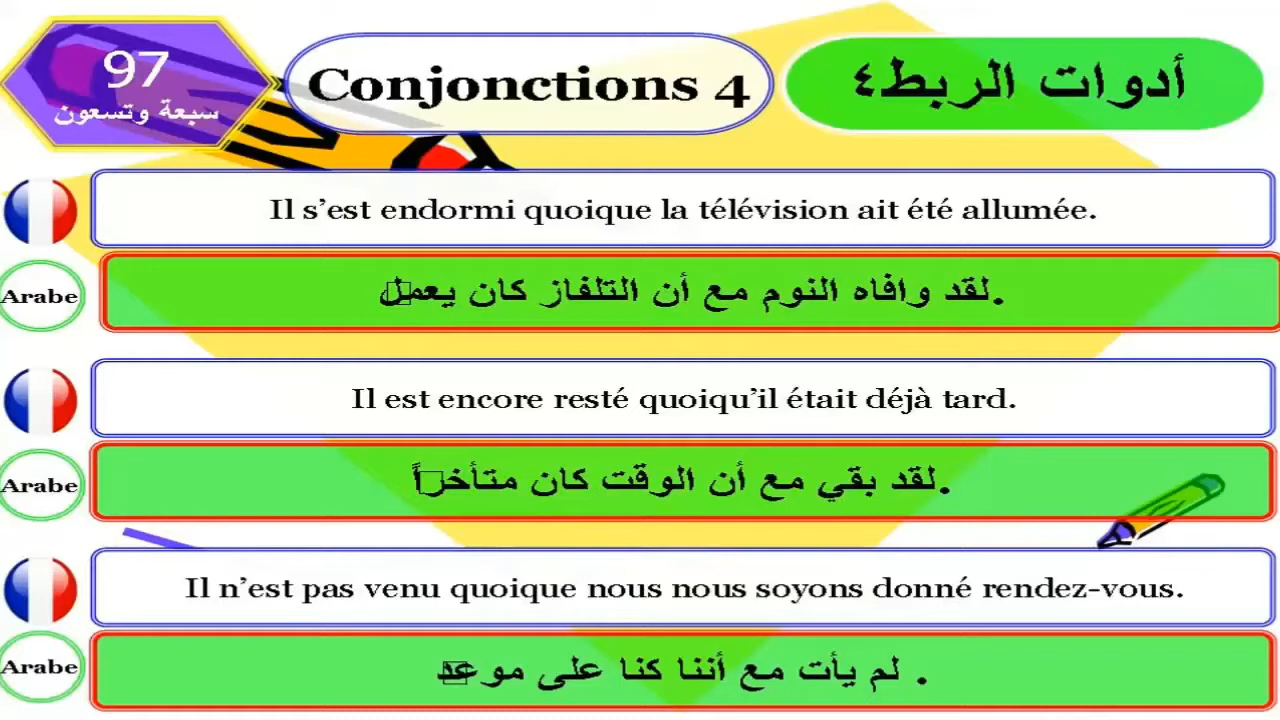 97
سبعة وتسعون
Conjonctions 4
أدوات الربط٤
Il s’est endormi quoique la télévision ait été allumée.
Arabe
لقد وافاه النوم مع أن التلفاز كان يعمل.
Il est encore resté quoiqu’il était déjà tard.
Arabe
لقد بقي مع أن الوقت كان متأخراً.
Il n’est pas venu quoique nous nous soyons donné rendez-vous.
Arabe
لم يأت مع أننا كنا على موعد.